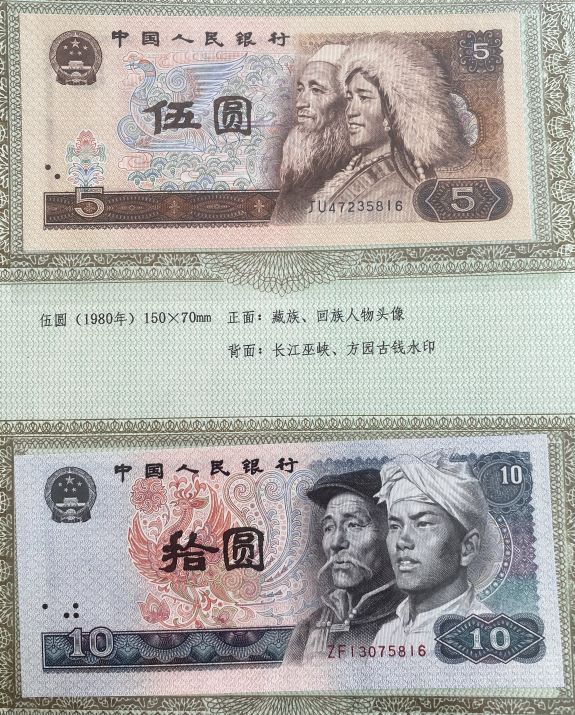 中国人民银行
5
伍圆
JU47235816
5
5
伍圆（1980年）150×70mm 正面：藏族、回族人物头像
背面：长江巫峡、方园古钱水印
中国人民银行
10
拾圆
10
ZF13075816
10